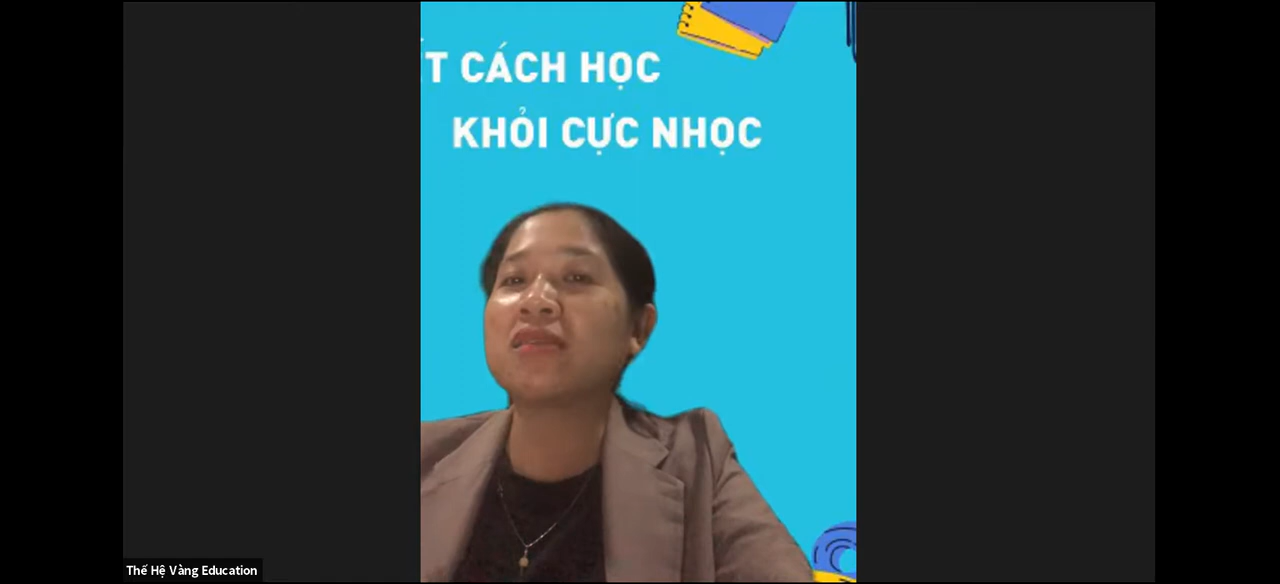 CÁCH HỌC
KHỎI CỰC NHỌC
Thế Hệ Vàng Education